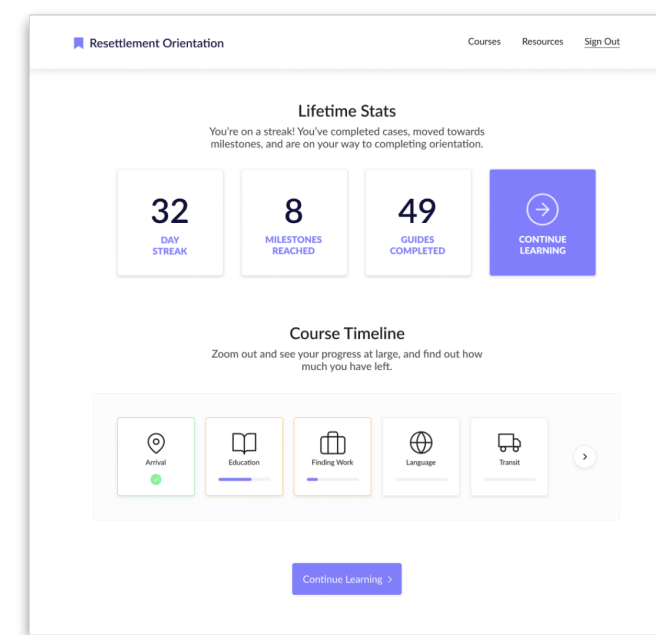 Resettlement Orientation
Courses Resources Sign Out
Lifetime Stats
You're on a streak! You've completed cases, moved towards
milestones, and are on your way to completing orientation.
32
DAY
STREAK
8
MILESTONES
REACHED
49
GUIDES
COMPLETED
CONTINUE
LEARNING
Course Timeline
Zoom out and see your progress at large, and find out how
much you have left.
Arrival
Education
Finding Work
Language
Transit
Continue Learning